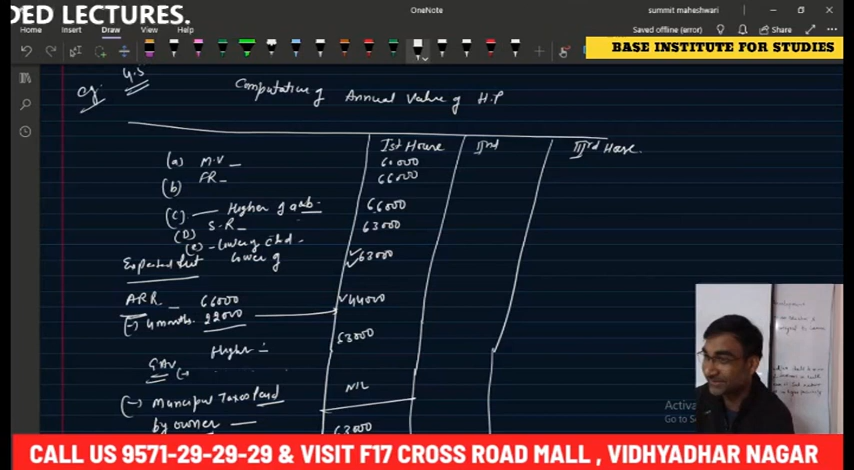 DED LECTURES.
OneNote
summit maheshwari
Home Insert Draw View
Saved offline (error)
Share
BASE INSTITUTE FOR STUDIES
eg. 4.5
Computation of Annual Value of H.P
Ist House IInd IIIrd House.
(a) M.V - 60000
(b) FR - 66000
(c) - Higher of a & b. 66000
(D) S.R - 63000
(e) - lower of c & d -
Expected Rent lower of 63000
ARR - 66000 44000
(-) 4 months. 22000
Higher - 63000
GAV
(-) Municipal Taxes paid NIL
by owner - 63000
Activa
Go to S
CALL US 9571-29-29-29 & VISIT F17 CROSS ROAD MALL , VIDHYADHAR NAGAR